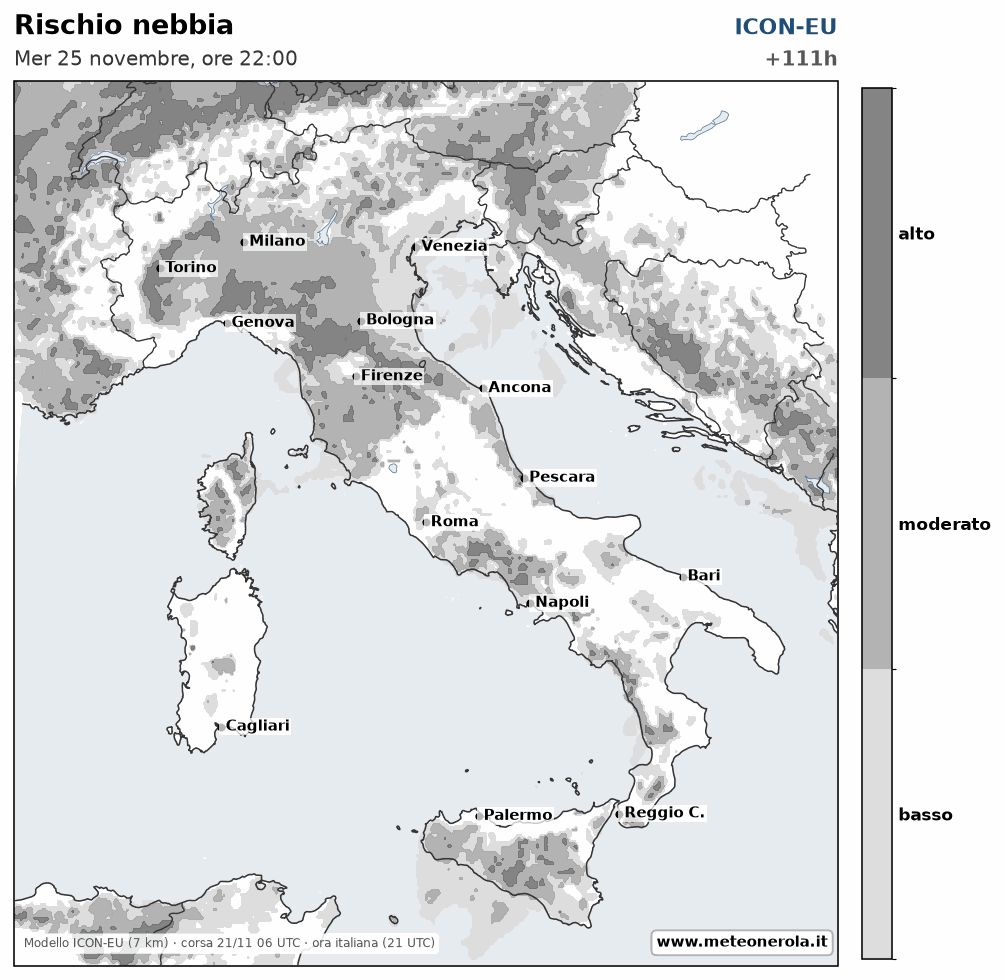 Rischio nebbia
ICON-EU
Mer 25 novembre, ore 22:00
+111h
Milano
Venezia
Torino
Genova
Bologna
Firenze
Ancona
Pescara
Roma
Bari
Napoli
Cagliari
Palermo
Reggio C.
alto
moderato
basso
Modello ICON-EU (7 km) · corsa 21/11 06 UTC · ora italiana (21 UTC)
www.meteonerola.it